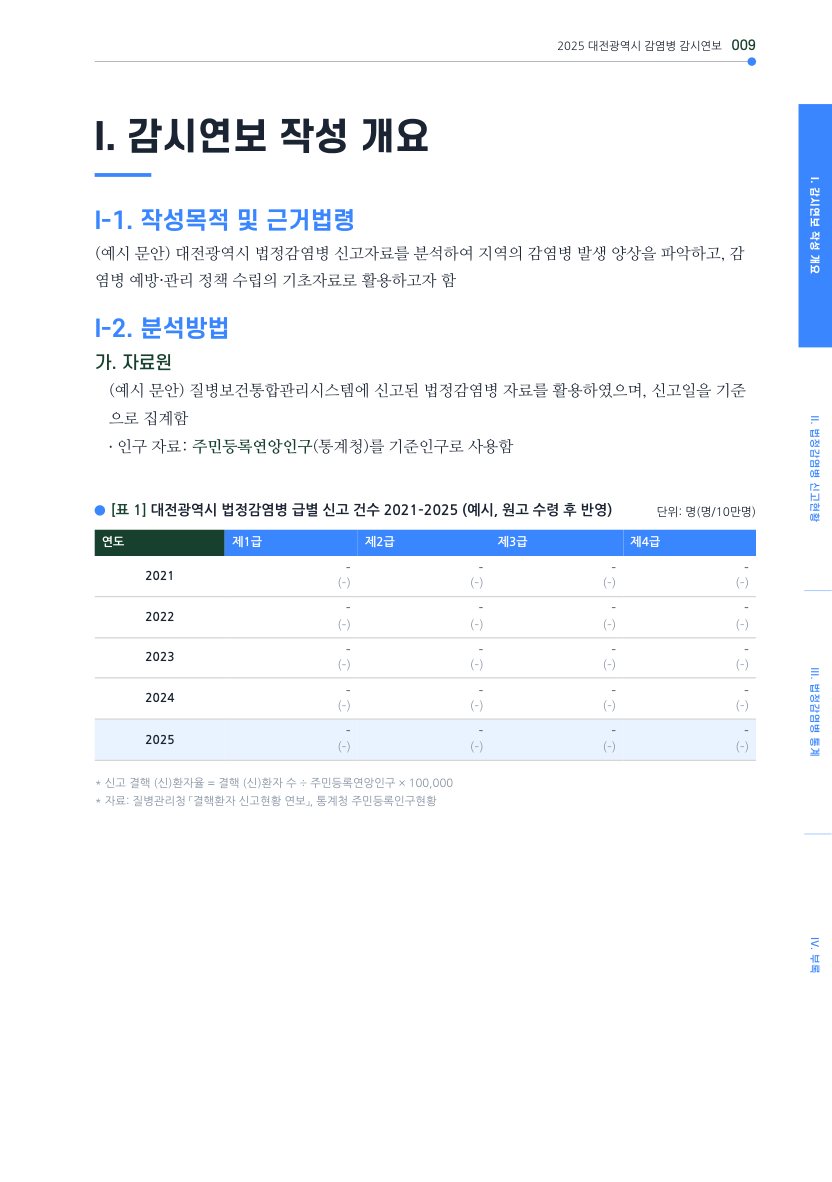 2025 대전광역시 감염병 감시연보 009
I. 감시연보 작성 개요
I-1. 작성목적 및 근거법령
(예시 문안) 대전광역시 법정감염병 신고자료를 분석하여 지역의 감염병 발생 양상을 파악하고, 감
염병 예방·관리 정책 수립의 기초자료로 활용하고자 함
I-2. 분석방법
가. 자료원
(예시 문안) 질병보건통합관리시스템에 신고된 법정감염병 자료를 활용하였으며, 신고일을 기준
으로 집계함
· 인구 자료: 주민등록연앙인구(통계청)를 기준인구로 사용함
[표 1] 대전광역시 법정감염병 급별 신고 건수 2021-2025 (예시, 원고 수령 후 반영) 단위: 명(명/10만명)
연도 제1급 제2급 제3급 제4급
2021 - - - -
(-) (-) (-) (-)
2022 - - - -
(-) (-) (-) (-)
2023 - - - -
(-) (-) (-) (-)
2024 - - - -
(-) (-) (-) (-)
2025 - - - -
(-) (-) (-) (-)
* 신고 결핵 (신)환자율 = 결핵 (신)환자 수 ÷ 주민등록연앙인구 × 100,000
* 자료: 질병관리청 「결핵환자 신고현황 연보」, 통계청 주민등록인구현황
I. 감시연보 작성 개요
II. 법정감염병 신고현황
III. 법정감염병 통계
IV. 부록